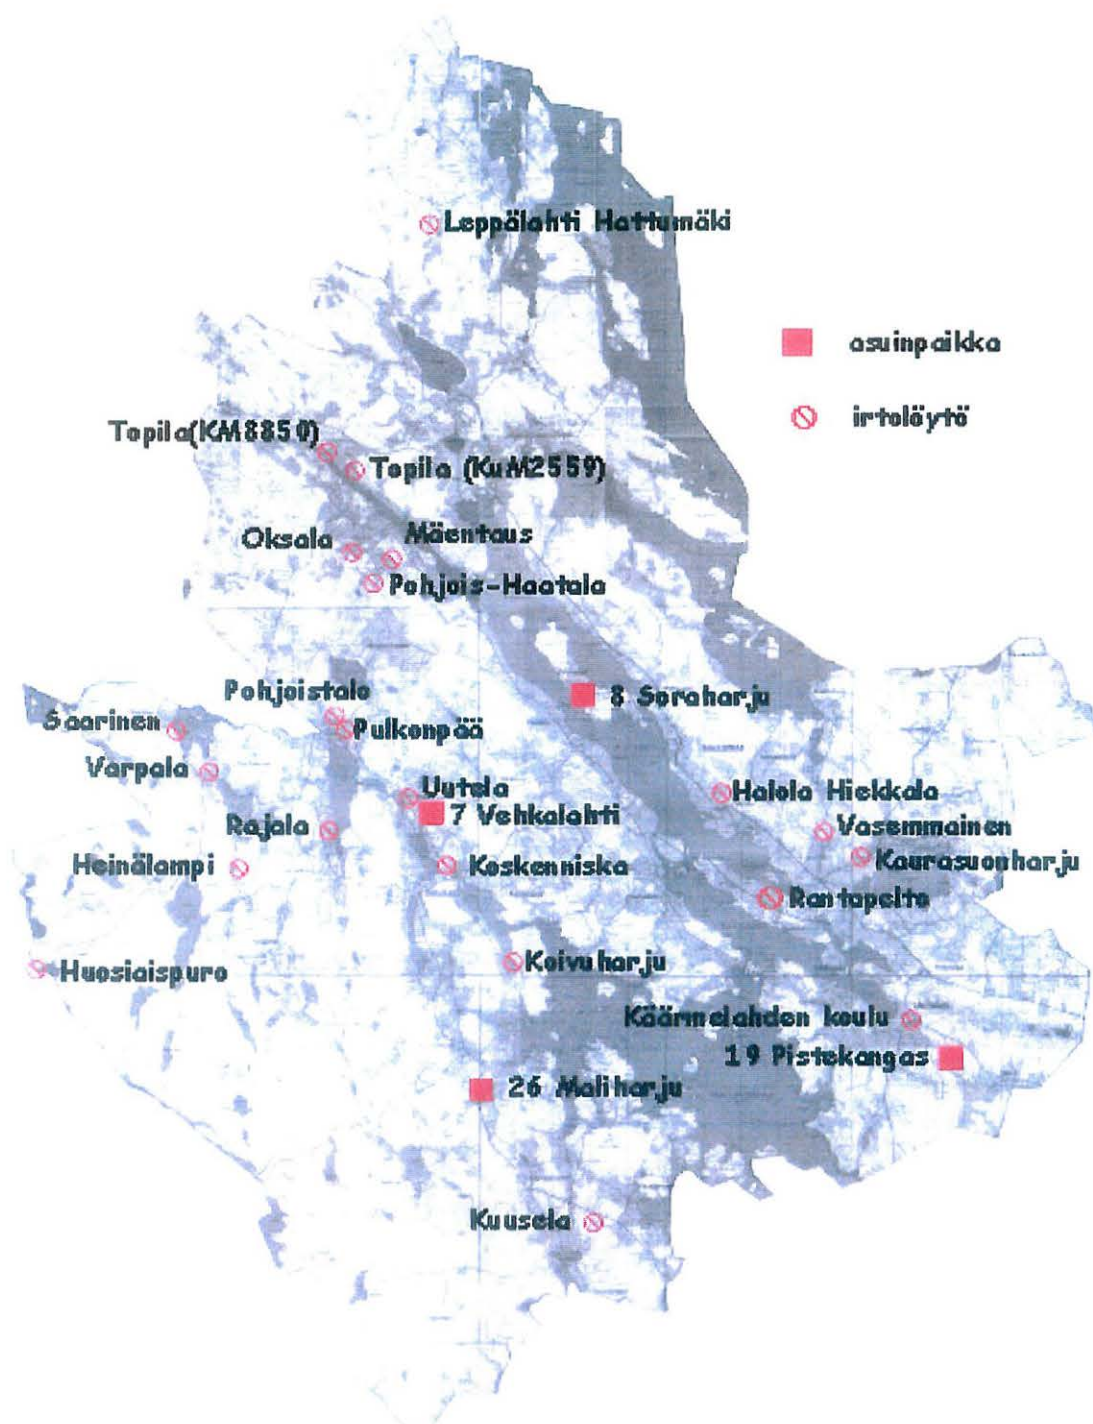 Leppälahti Hattumäki
asuinpaikka
irtolöytö
Topila(KM8850)
Topila (KuM2559)
Mäentaus
Oksala
Pohjois-Haatala
Pohjoistalo
8 Soraharju
Saarinen
Pulkonpää
Varpala
Uutela
Halola Hiekkala
7 Vehkalahti
Rajala
Vasemmainen
Heinälampi
Koskenniska
Kaurasuonharju
Rantapelto
Huosiaispuro
Koivuharju
Käärmelahden koulu
19 Pistekangas
26 Maliharju
Kuusela